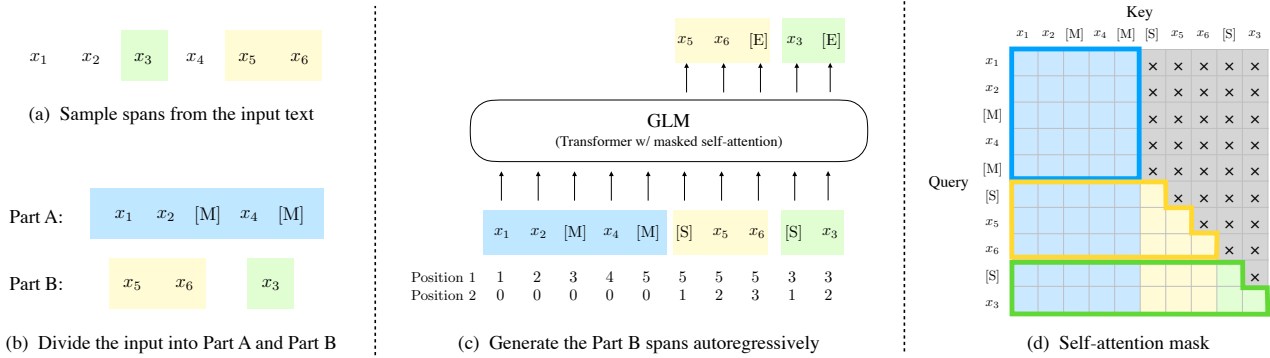 x1 x2 x3 x4 x5 x6
(a) Sample spans from the input text
Part A: x1 x2 [M] x4 [M]
Part B: x5 x6 x3
(b) Divide the input into Part A and Part B
x5 x6 [E] x3 [E]
GLM
(Transformer w/ masked self-attention)
x1 x2 [M] x4 [M] [S] x5 x6 [S] x3
Position 1 1 2 3 4 5 5 5 5 3 3
Position 2 0 0 0 0 0 1 2 3 1 2
(c) Generate the Part B spans autoregressively
Key
x1 x2 [M] x4 [M] [S] x5 x6 [S] x3
x1 × × × × ×
x2 × × × × ×
[M] × × × × ×
x4 × × × × ×
[M] × × × × ×
Query
[S] × × × ×
x5 × × ×
x6 × ×
[S] ×
x3
(d) Self-attention mask